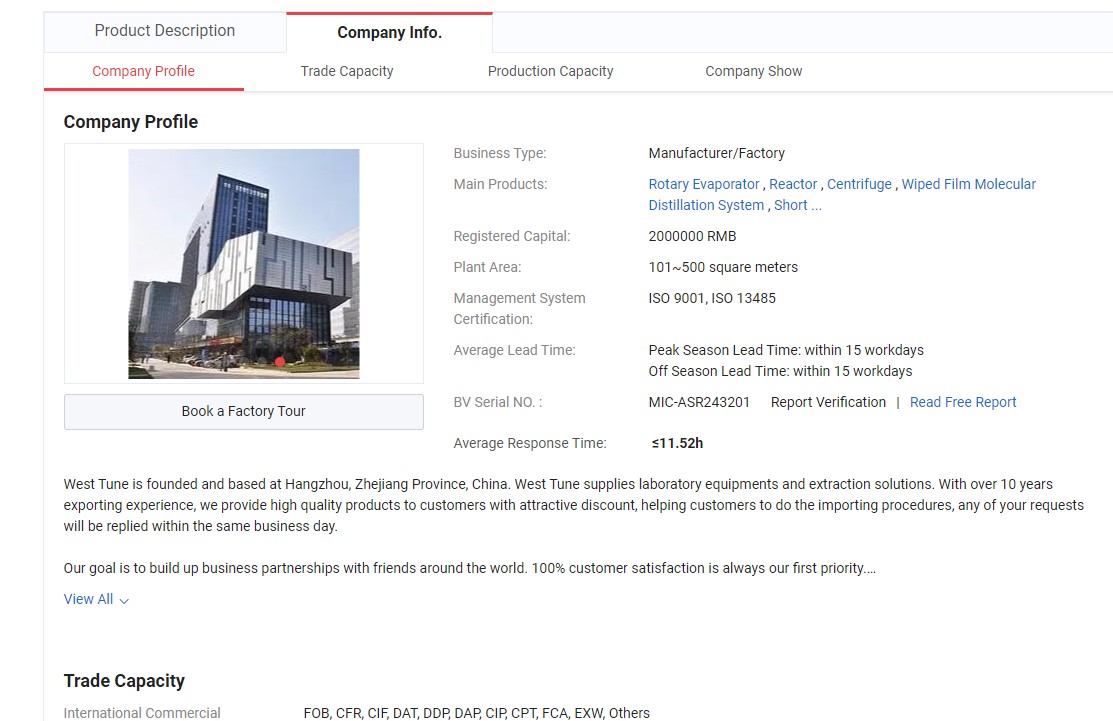 Product Description
Company Info.
Company Profile
Trade Capacity
Production Capacity
Company Show
Company Profile
Business Type:
Manufacturer/Factory
Main Products:
Rotary Evaporator , Reactor , Centrifuge , Wiped Film Molecular
Distillation System , Short ...
Registered Capital:
2000000 RMB
Plant Area:
101~500 square meters
Management System
Certification:
ISO 9001, ISO 13485
Average Lead Time:
Peak Season Lead Time: within 15 workdays
Off Season Lead Time: within 15 workdays
BV Serial NO. :
MIC-ASR243201 Report Verification | Read Free Report
Average Response Time:
≤11.52h
Book a Factory Tour
West Tune is founded and based at Hangzhou, Zhejiang Province, China. West Tune supplies laboratory equipments and extraction solutions. With over 10 years
exporting experience, we provide high quality products to customers with attractive discount, helping customers to do the importing procedures, any of your requests
will be replied within the same business day.
Our goal is to build up business partnerships with friends around the world. 100% customer satisfaction is always our first priority....
View All
Trade Capacity
International Commercial
FOB, CFR, CIF, DAT, DDP, DAP, CIP, CPT, FCA, EXW, Others